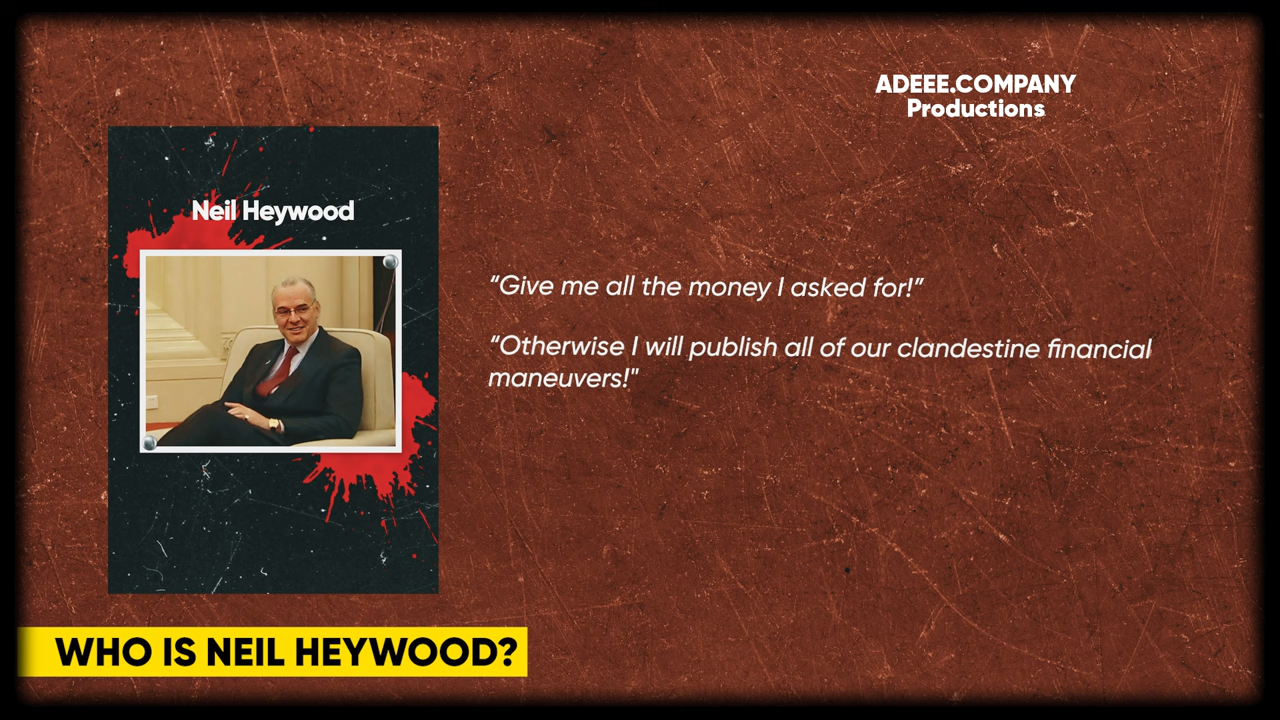 ADEEE.COMPANY
Productions
Neil Heywood
“Give me all the money I asked for!”
“Otherwise I will publish all of our clandestine financial
maneuvers!"
WHO IS NEIL HEYWOOD?